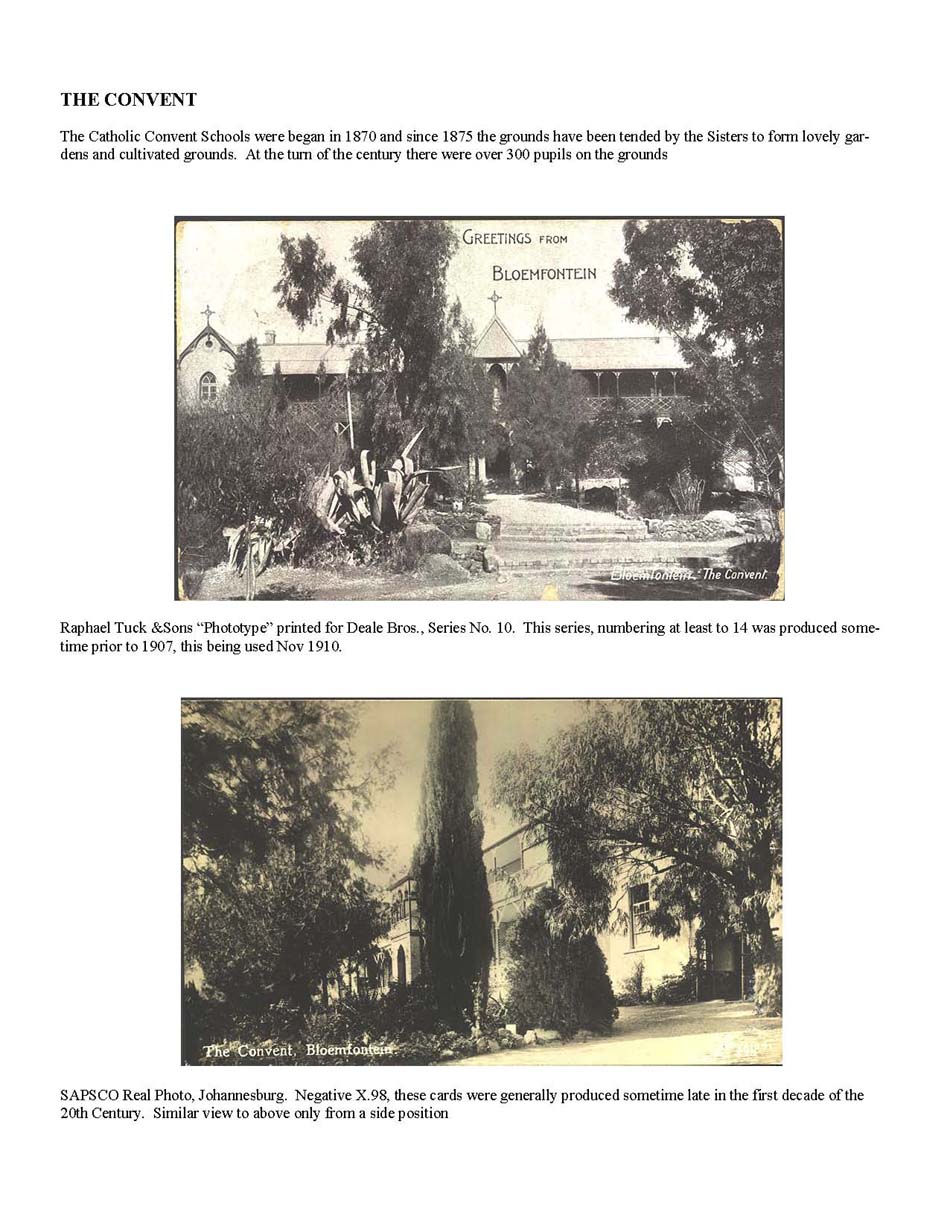 THE CONVENT
The Catholic Convent Schools were began in 1870 and since 1875 the grounds have been tended by the Sisters to form lovely gar-
dens and cultivated grounds.  At the turn of the century there were over 300 pupils on the grounds
GREETINGS FROM
BLOEMFONTEIN
Bloemfontein. The Convent.
Raphael Tuck &Sons “Phototype” printed for Deale Bros., Series No. 10.  This series, numbering at least to 14 was produced some-
time prior to 1907, this being used Nov 1910.
The Convent, Bloemfontein.
SAPSCO Real Photo, Johannesburg.  Negative X.98, these cards were generally produced sometime late in the first decade of the
20th Century.  Similar view to above only from a side position